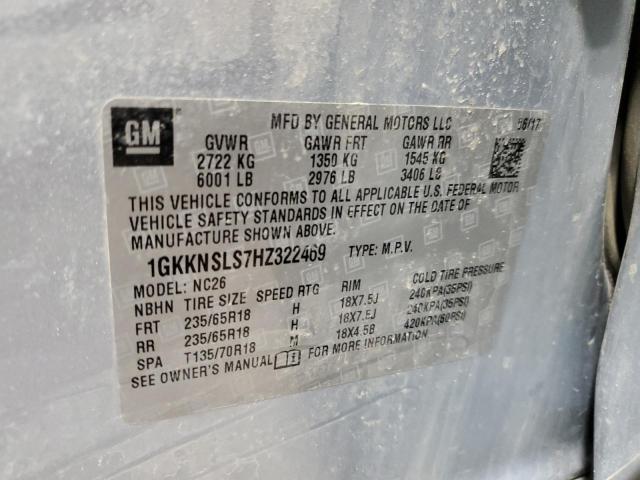 GM
MFD BY GENERAL MOTORS LLC 06/17
GVWR GAWR FRT GAWR RR
2722 KG 1350 KG 1545 KG
6001 LB 2976 LB 3406 LB
THIS VEHICLE CONFORMS TO ALL APPLICABLE U.S. FEDERAL MOTOR
VEHICLE SAFETY STANDARDS IN EFFECT ON THE DATE OF
MANUFACTURE SHOWN ABOVE.
1GKKNSLS7HZ322469 TYPE: M.P.V.
MODEL: NC26
NBHN TIRE SIZE SPEED RTG RIM COLD TIRE PRESSURE
FRT 235/65R18 H 18X7.5J 240KPA(35PSI)
RR 235/65R18 H 18X7.5J 240KPA(35PSI)
SPA T135/70R18 M 18X4.5B 420KPA(60PSI)
SEE OWNER'S MANUAL FOR MORE INFORMATION